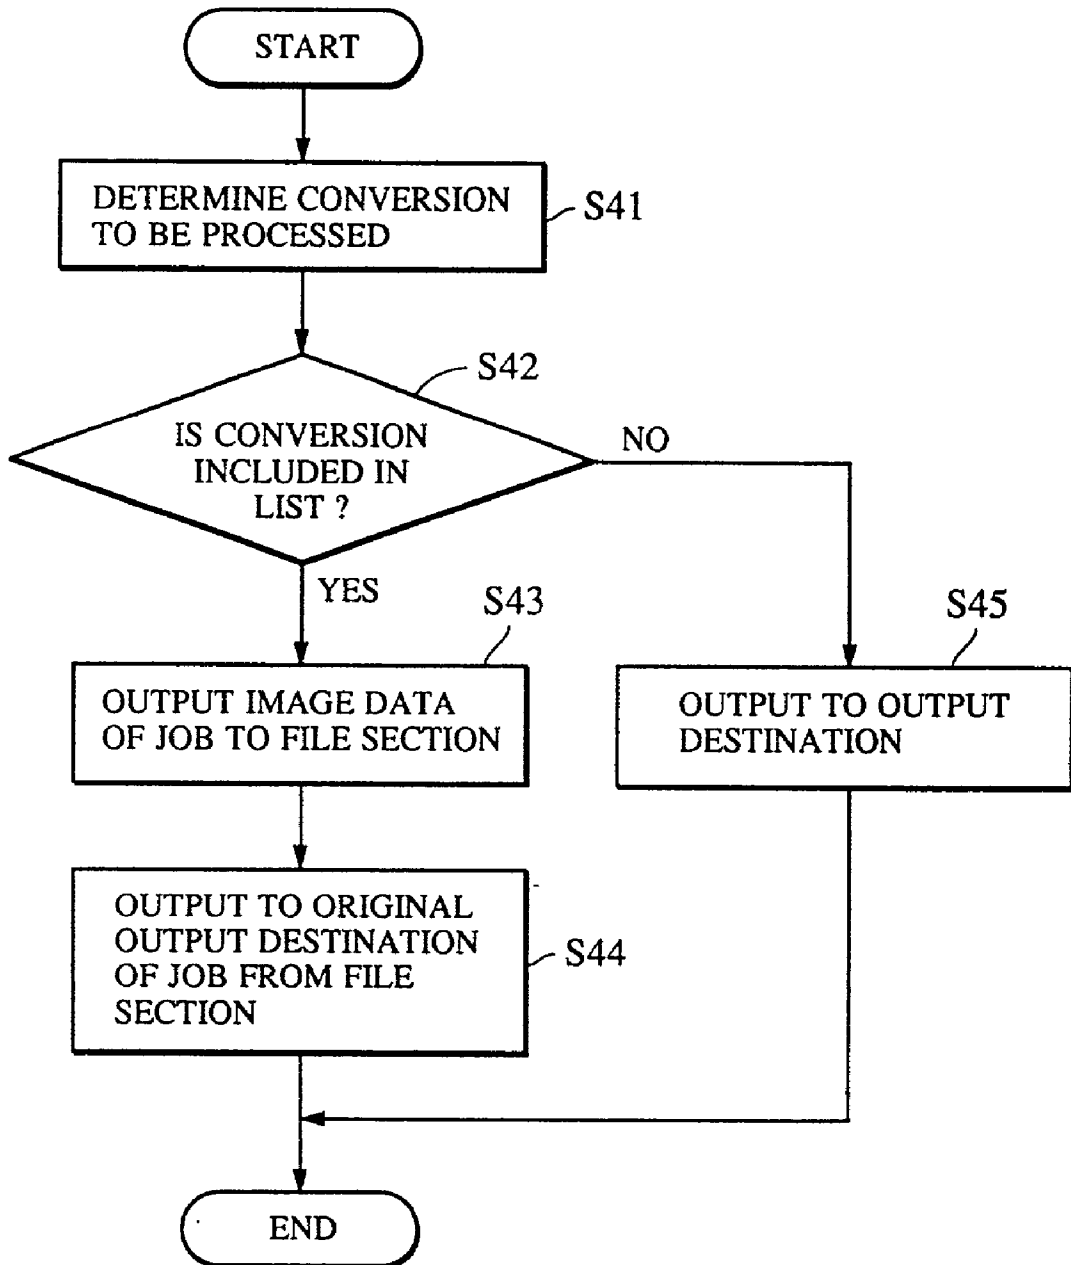 START
DETERMINE CONVERSION
TO BE PROCESSED
S41
S42
IS CONVERSION
INCLUDED IN
LIST ?
NO
YES
S43
OUTPUT IMAGE DATA
OF JOB TO FILE SECTION
S45
OUTPUT TO OUTPUT
DESTINATION
OUTPUT TO ORIGINAL
OUTPUT DESTINATION
OF JOB FROM FILE
SECTION
S44
END